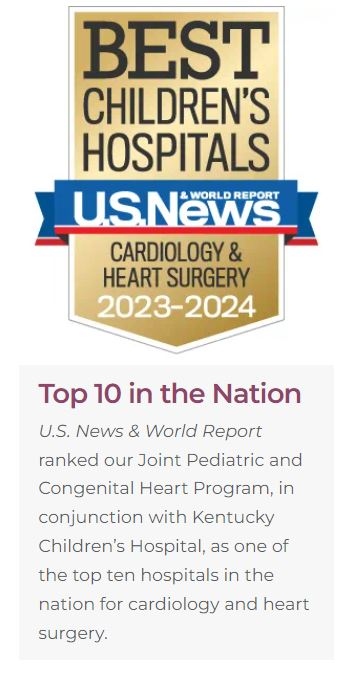 BEST
CHILDREN'S
HOSPITALS
U.S.News
& WORLD REPORT
CARDIOLOGY &
HEART SURGERY
2023-2024
Top 10 in the Nation
U.S. News & World Report
ranked our Joint Pediatric and
Congenital Heart Program, in
conjunction with Kentucky
Children’s Hospital, as one of
the top ten hospitals in the
nation for cardiology and heart
surgery.